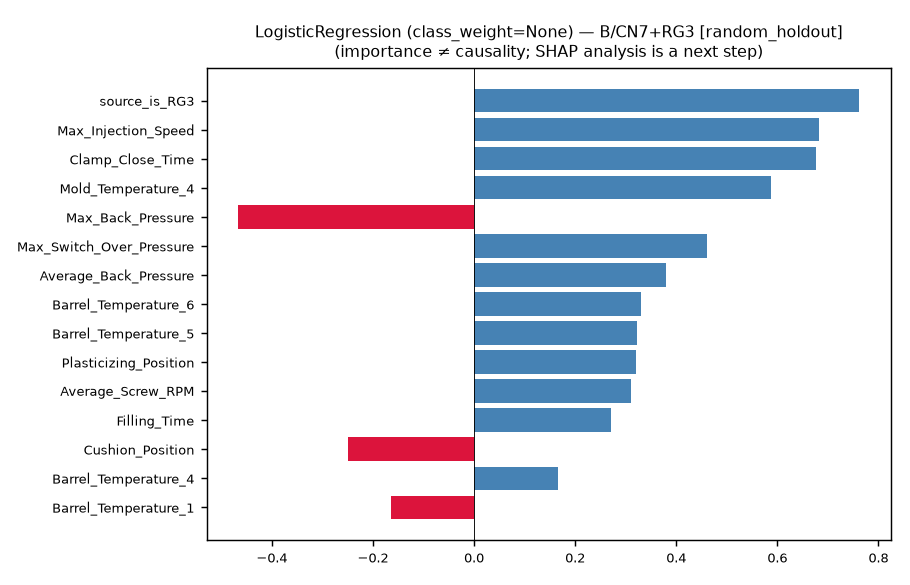 LogisticRegression (class_weight=None) — B/CN7+RG3 [random_holdout]
(importance ≠ causality; SHAP analysis is a next step)
source_is_RG3
Max_Injection_Speed
Clamp_Close_Time
Mold_Temperature_4
Max_Back_Pressure
Max_Switch_Over_Pressure
Average_Back_Pressure
Barrel_Temperature_6
Barrel_Temperature_5
Plasticizing_Position
Average_Screw_RPM
Filling_Time
Cushion_Position
Barrel_Temperature_4
Barrel_Temperature_1
−0.4 −0.2 0.0 0.2 0.4 0.6 0.8